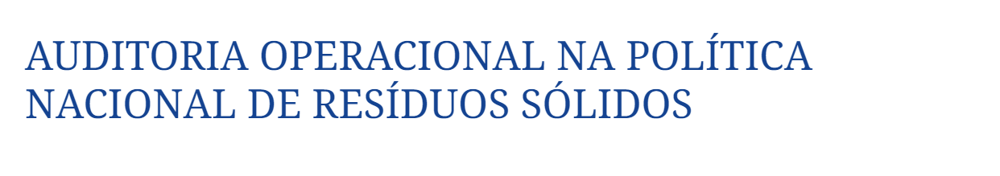 AUDITORIA OPERACIONAL NA POLÍTICA
NACIONAL DE RESÍDUOS SÓLIDOS